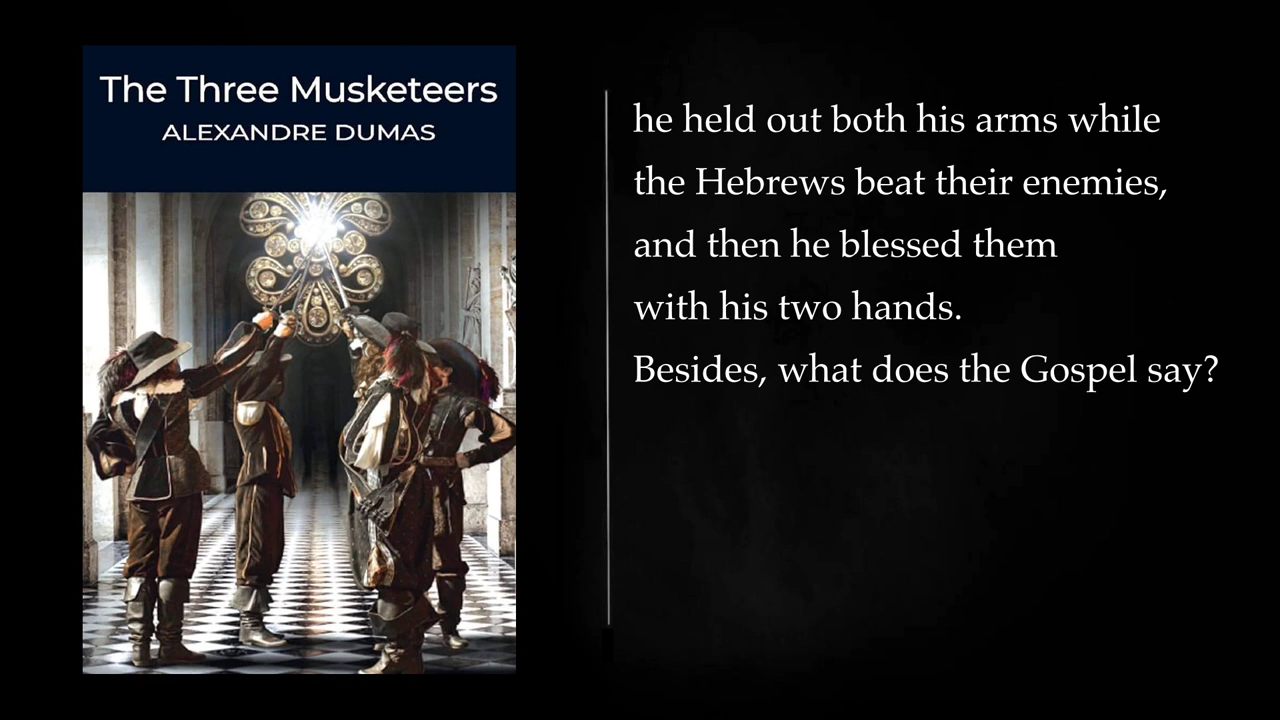 The Three Musketeers
ALEXANDRE DUMAS
he held out both his arms while
the Hebrews beat their enemies,
and then he blessed them
with his two hands.
Besides, what does the Gospel say?